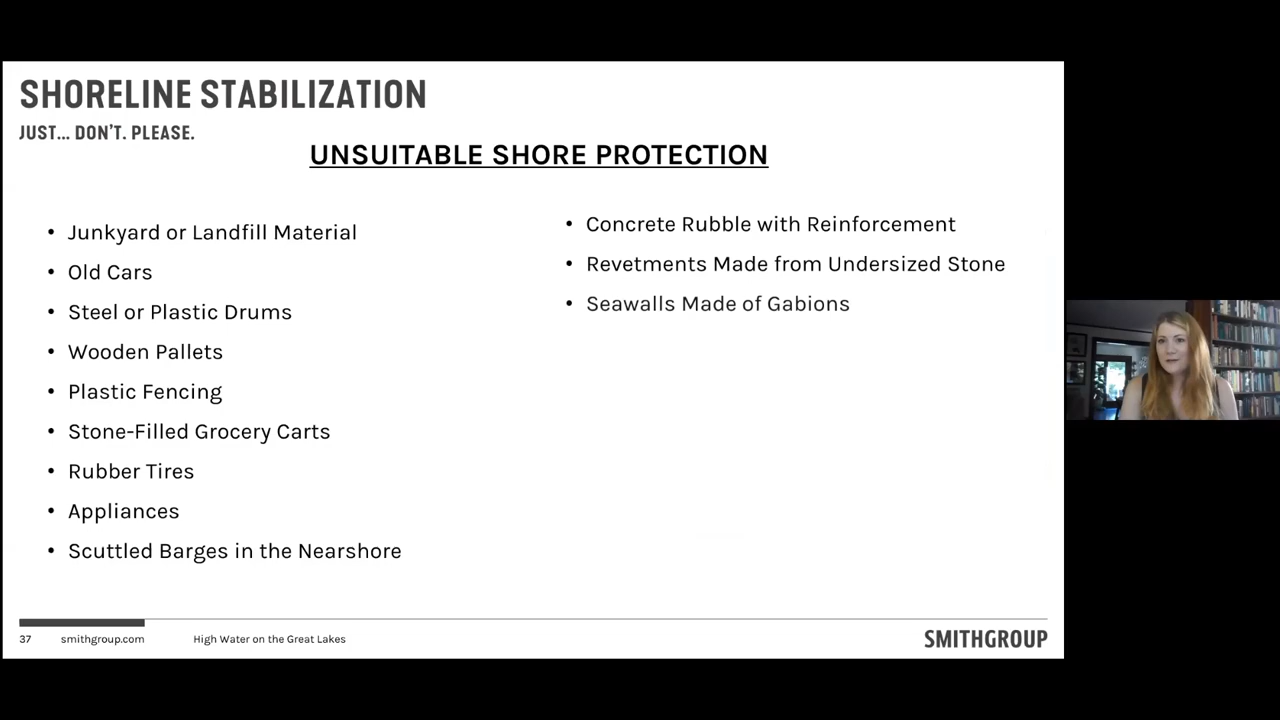 SHORELINE STABILIZATION
JUST... DON'T. PLEASE.
UNSUITABLE SHORE PROTECTION
• Junkyard or Landfill Material
• Old Cars
• Steel or Plastic Drums
• Wooden Pallets
• Plastic Fencing
• Stone-Filled Grocery Carts
• Rubber Tires
• Appliances
• Scuttled Barges in the Nearshore
• Concrete Rubble with Reinforcement
• Revetments Made from Undersized Stone
• Seawalls Made of Gabions
37 smithgroup.com High Water on the Great Lakes SMITHGROUP